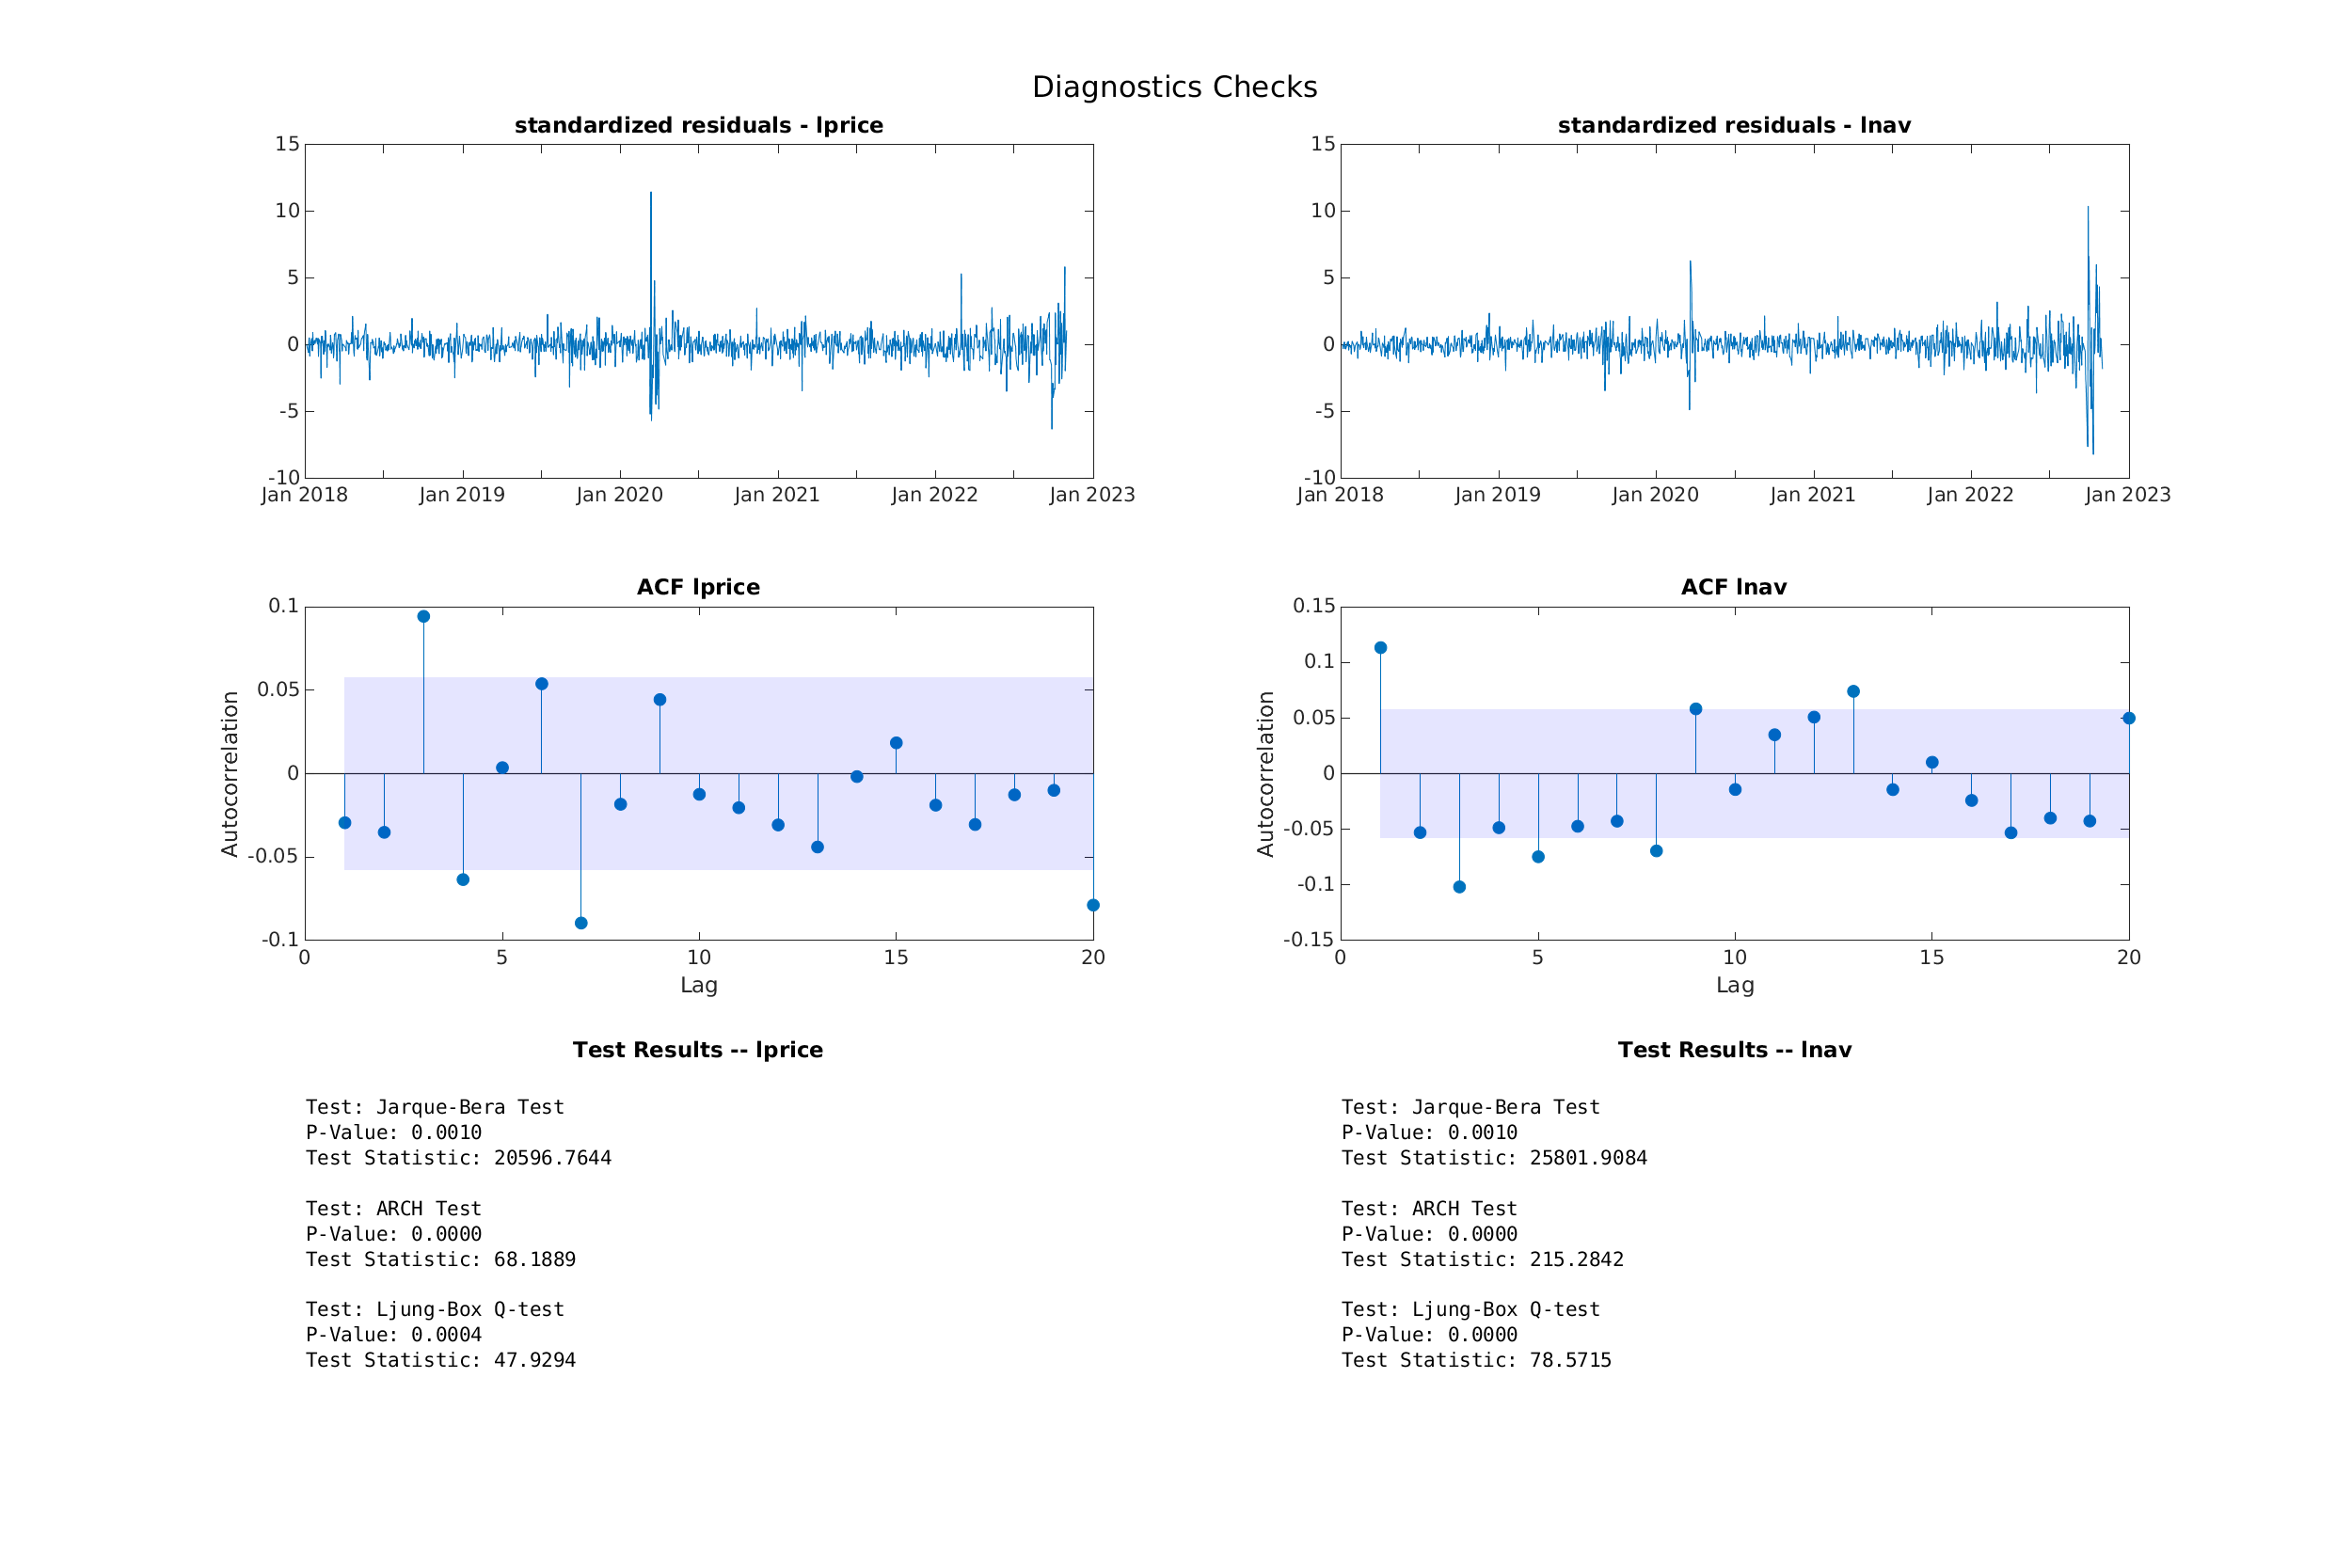 Diagnostics Checks
standardized residuals - lprice
15
10
5
0
-5
-10
Jan 2018 Jan 2019 Jan 2020 Jan 2021 Jan 2022 Jan 2023
standardized residuals - lnav
15
10
5
0
-5
-10
Jan 2018 Jan 2019 Jan 2020 Jan 2021 Jan 2022 Jan 2023
ACF lprice
Autocorrelation
0.1
0.05
0
-0.05
-0.1
0 5 10 15 20
Lag
ACF lnav
Autocorrelation
0.15
0.1
0.05
0
-0.05
-0.1
-0.15
0 5 10 15 20
Lag
Test Results -- lprice
Test: Jarque-Bera Test
P-Value: 0.0010
Test Statistic: 20596.7644
Test: ARCH Test
P-Value: 0.0000
Test Statistic: 68.1889
Test: Ljung-Box Q-test
P-Value: 0.0004
Test Statistic: 47.9294
Test Results -- lnav
Test: Jarque-Bera Test
P-Value: 0.0010
Test Statistic: 25801.9084
Test: ARCH Test
P-Value: 0.0000
Test Statistic: 215.2842
Test: Ljung-Box Q-test
P-Value: 0.0000
Test Statistic: 78.5715